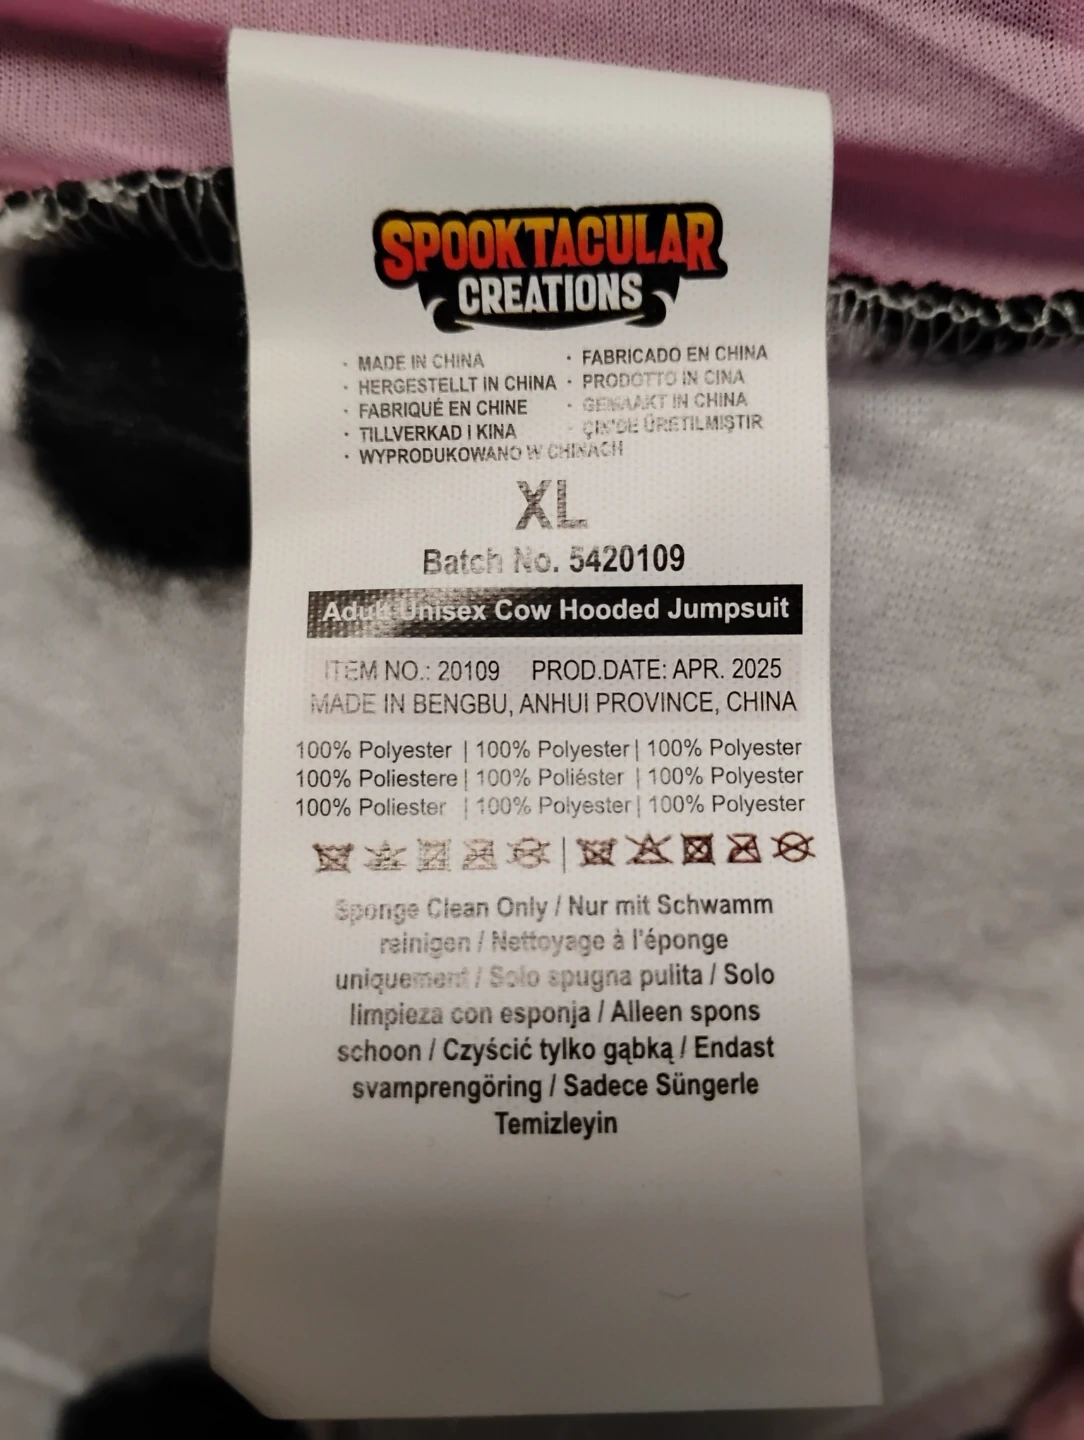 SPOOKTACULAR
CREATIONS
· MADE IN CHINA
· HERGESTELLT IN CHINA
· FABRIQUÉ EN CHINE
· TILLVERKAD I KINA
· WYPRODUKOWANO W CHINACH
· FABRICADO EN CHINA
· PRODOTTO IN CINA
· GEMAAKT IN CHINA
· ÇIN'DE ÜRETILMIŞTIR
XL
Batch No. 5420109
Adult Unisex Cow Hooded Jumpsuit
ITEM NO.: 20109 PROD.DATE: APR. 2025
MADE IN BENGBU, ANHUI PROVINCE, CHINA
100% Polyester | 100% Polyester | 100% Polyester
100% Poliestere | 100% Poliéster | 100% Polyester
100% Poliester | 100% Polyester | 100% Polyester
Sponge Clean Only / Nur mit Schwamm
reinigen / Nettoyage à l'éponge
uniquement / Solo spugna pulita / Solo
limpieza con esponja / Alleen spons
schoon / Czyścić tylko gąbką / Endast
svamprengöring / Sadece Süngerle
Temizleyin